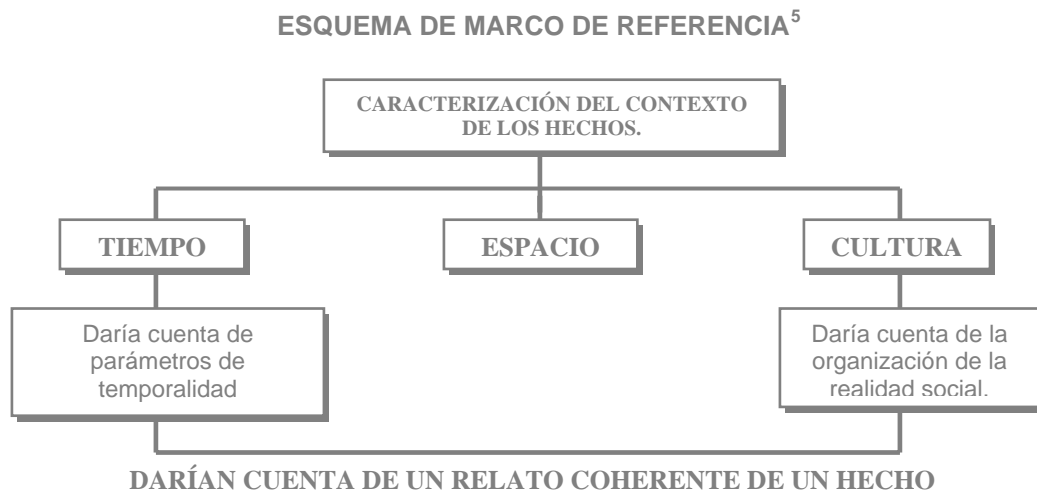 ESQUEMA DE MARCO DE REFERENCIA5
CARACTERIZACIÓN DEL CONTEXTO
DE LOS HECHOS.
TIEMPO
ESPACIO
CULTURA
Daría cuenta de
parámetros de
temporalidad
Daría cuenta de la
organización de la
realidad social.
DARÍAN CUENTA DE UN RELATO COHERENTE DE UN HECHO